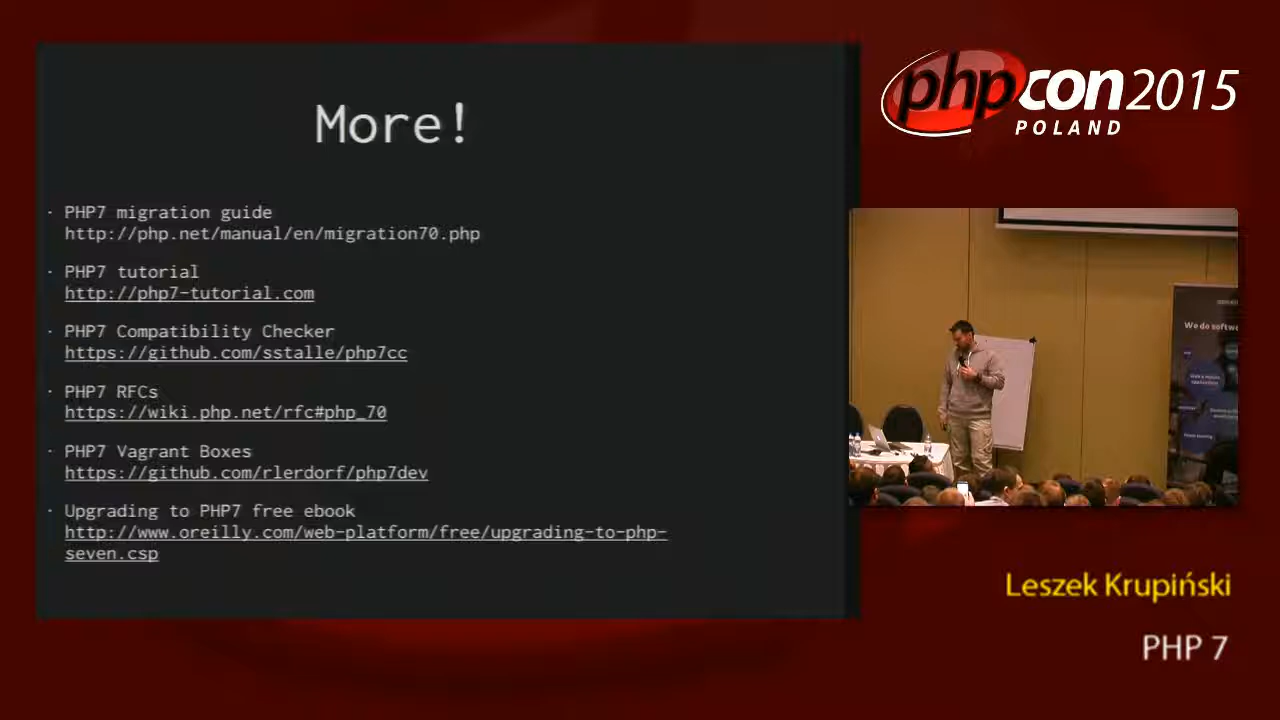 More!
· PHP7 migration guide
http://php.net/manual/en/migration70.php
· PHP7 tutorial
http://php7-tutorial.com
· PHP7 Compatibility Checker
https://github.com/sstalle/php7cc
· PHP7 RFCs
https://wiki.php.net/rfc#php_70
· PHP7 Vagrant Boxes
https://github.com/rlerdorf/php7dev
· Upgrading to PHP7 free ebook
http://www.oreilly.com/web-platform/free/upgrading-to-php-
seven.csp
phpcon 2015
POLAND
We do softw
Leszek Krupiński
PHP 7